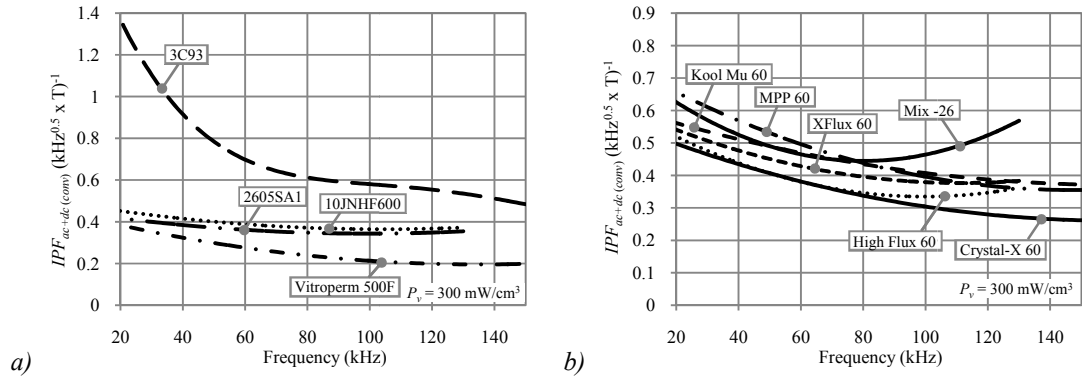 a)
IPF_ac+dc (conv) (kHz^0.5 x T)^-1
1.4
1.2
1
0.8
0.6
0.4
0.2
0
3C93
2605SA1
10JNHF600
Vitroperm 500F
P_v = 300 mW/cm³
20 40 60 80 100 120 140
Frequency (kHz)
b)
IPF_ac+dc (conv) (kHz^0.5 x T)^-1
0.9
0.8
0.7
0.6
0.5
0.4
0.3
0.2
0.1
0
Kool Mu 60
MPP 60
XFlux 60
Mix -26
High Flux 60
Crystal-X 60
P_v = 300 mW/cm³
20 40 60 80 100 120 140
Frequency (kHz)